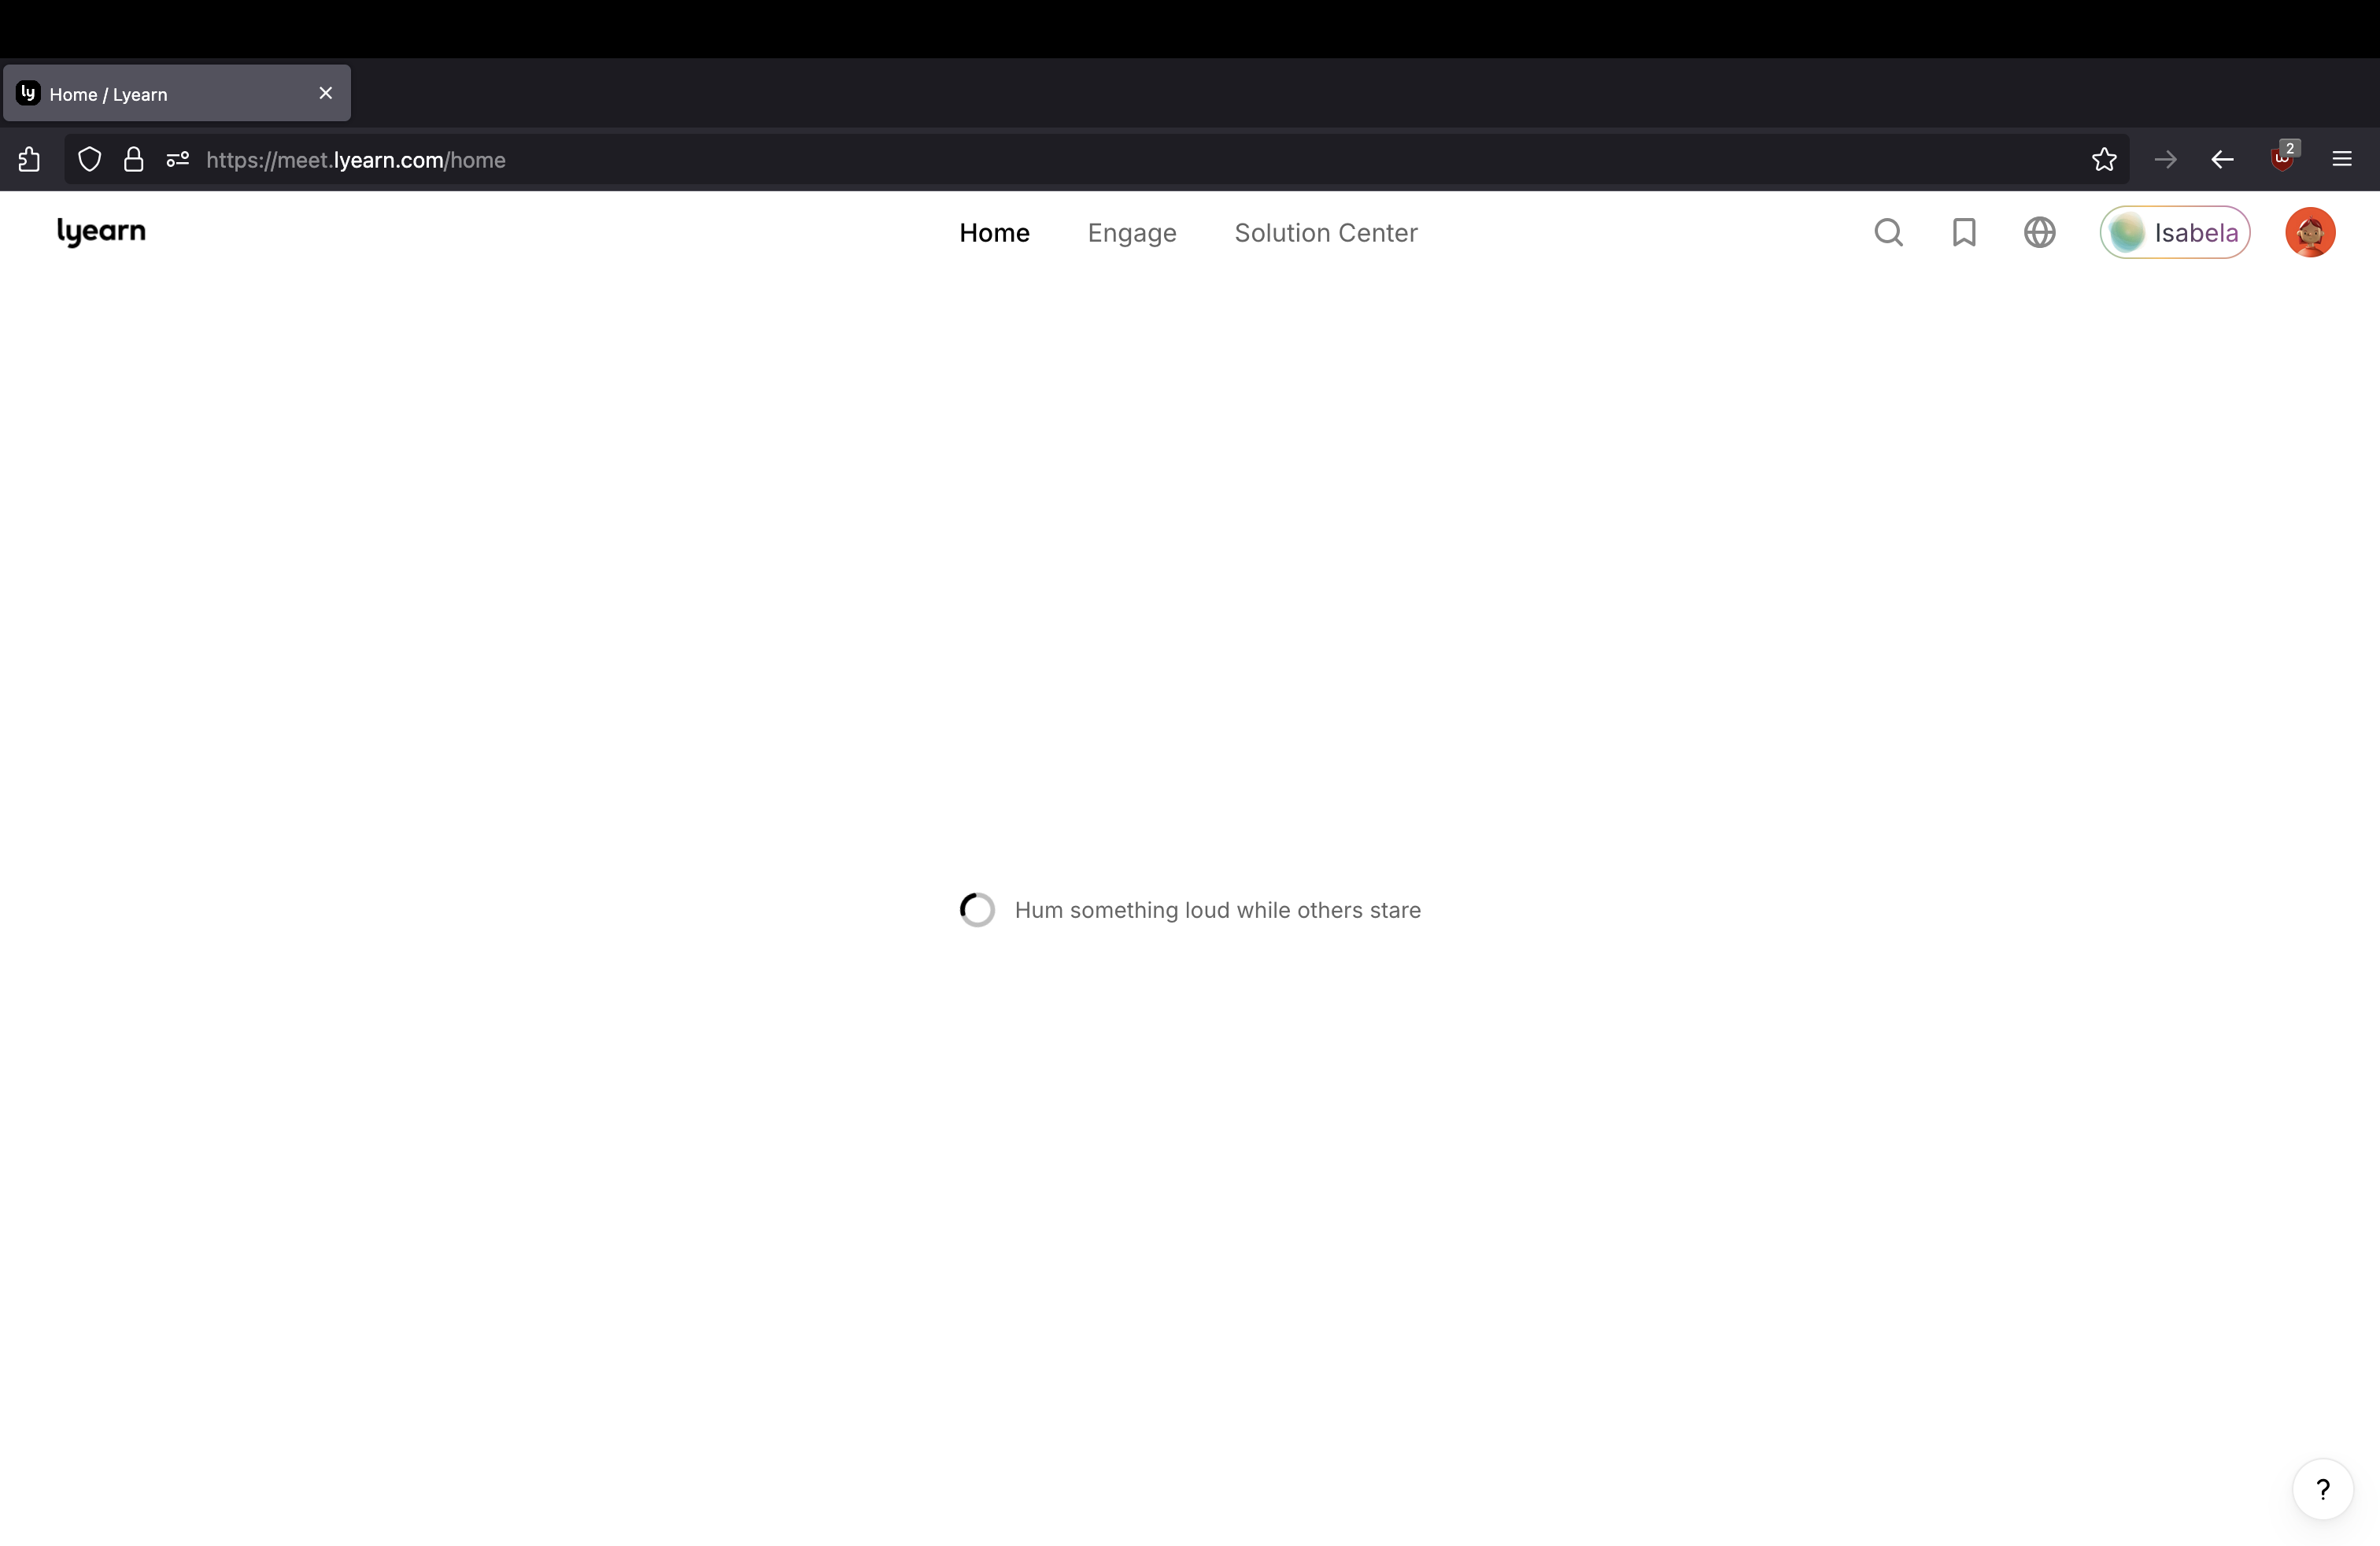 ly Home / Lyearn
https://meet.lyearn.com/home
2
lyearn
Home
Engage
Solution Center
Isabela
Hum something loud while others stare
?